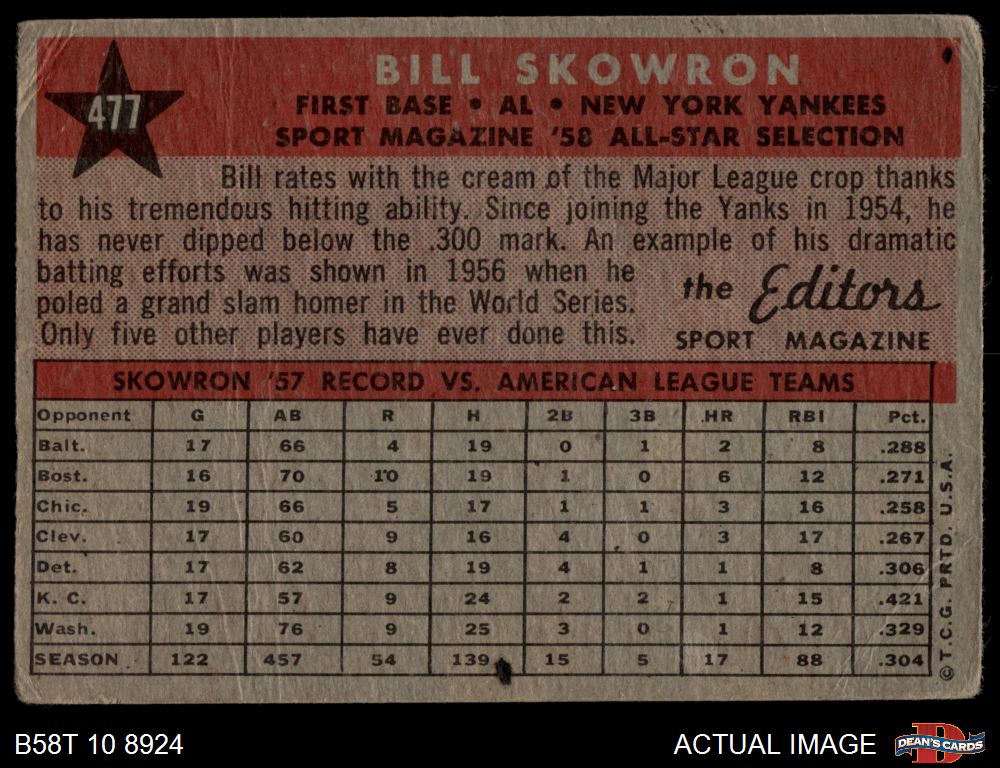 477
BILL SKOWRON
FIRST BASE • AL • NEW YORK YANKEES
SPORT MAGAZINE '58 ALL-STAR SELECTION
Bill rates with the cream of the Major League crop thanks
to his tremendous hitting ability. Since joining the Yanks in 1954, he
has never dipped below the .300 mark. An example of his dramatic
batting efforts was shown in 1956 when he
poled a grand slam homer in the World Series.
Only five other players have ever done this.
the Editors
SPORT MAGAZINE
SKOWRON '57 RECORD VS. AMERICAN LEAGUE TEAMS
Opponent G AB R H 2B 3B HR RBI Pct.
Balt. 17 66 4 19 0 1 2 8 .288
Bost. 16 70 10 19 1 0 6 12 .271
Chic. 19 66 5 17 1 1 3 16 .258
Clev. 17 60 9 16 4 0 3 17 .267
Det. 17 62 8 19 4 1 1 8 .306
K. C. 17 57 9 24 2 2 1 15 .421
Wash. 19 76 9 25 3 0 1 12 .329
SEASON 122 457 54 139 15 5 17 88 .304
© T.C.G. PRTD. U.S.A.
B58T 10 8924
ACTUAL IMAGE
D
DEAN'S CARDS